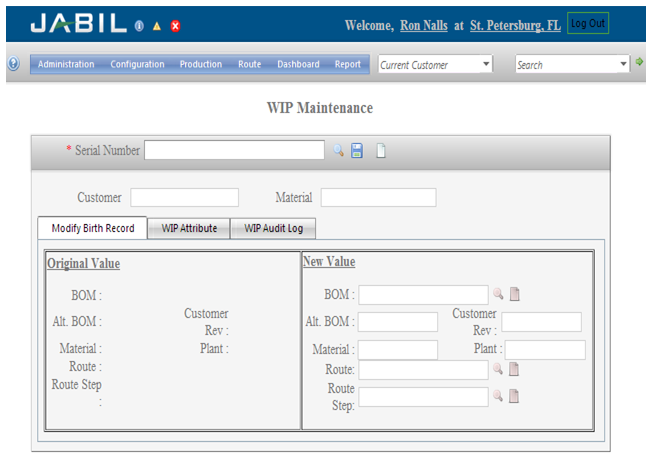 JABIL
Welcome, Ron Nalls at St. Petersburg, FL Log Out
Administration Configuration Production Route Dashboard Report Current Customer Search
WIP Maintenance
* Serial Number
Customer Material
Modify Birth Record WIP Attribute WIP Audit Log
Original Value
BOM :
Alt. BOM : Customer Rev :
Material : Plant :
Route :
Route Step :
New Value
BOM :
Alt. BOM : Customer Rev :
Material : Plant :
Route:
Route Step: